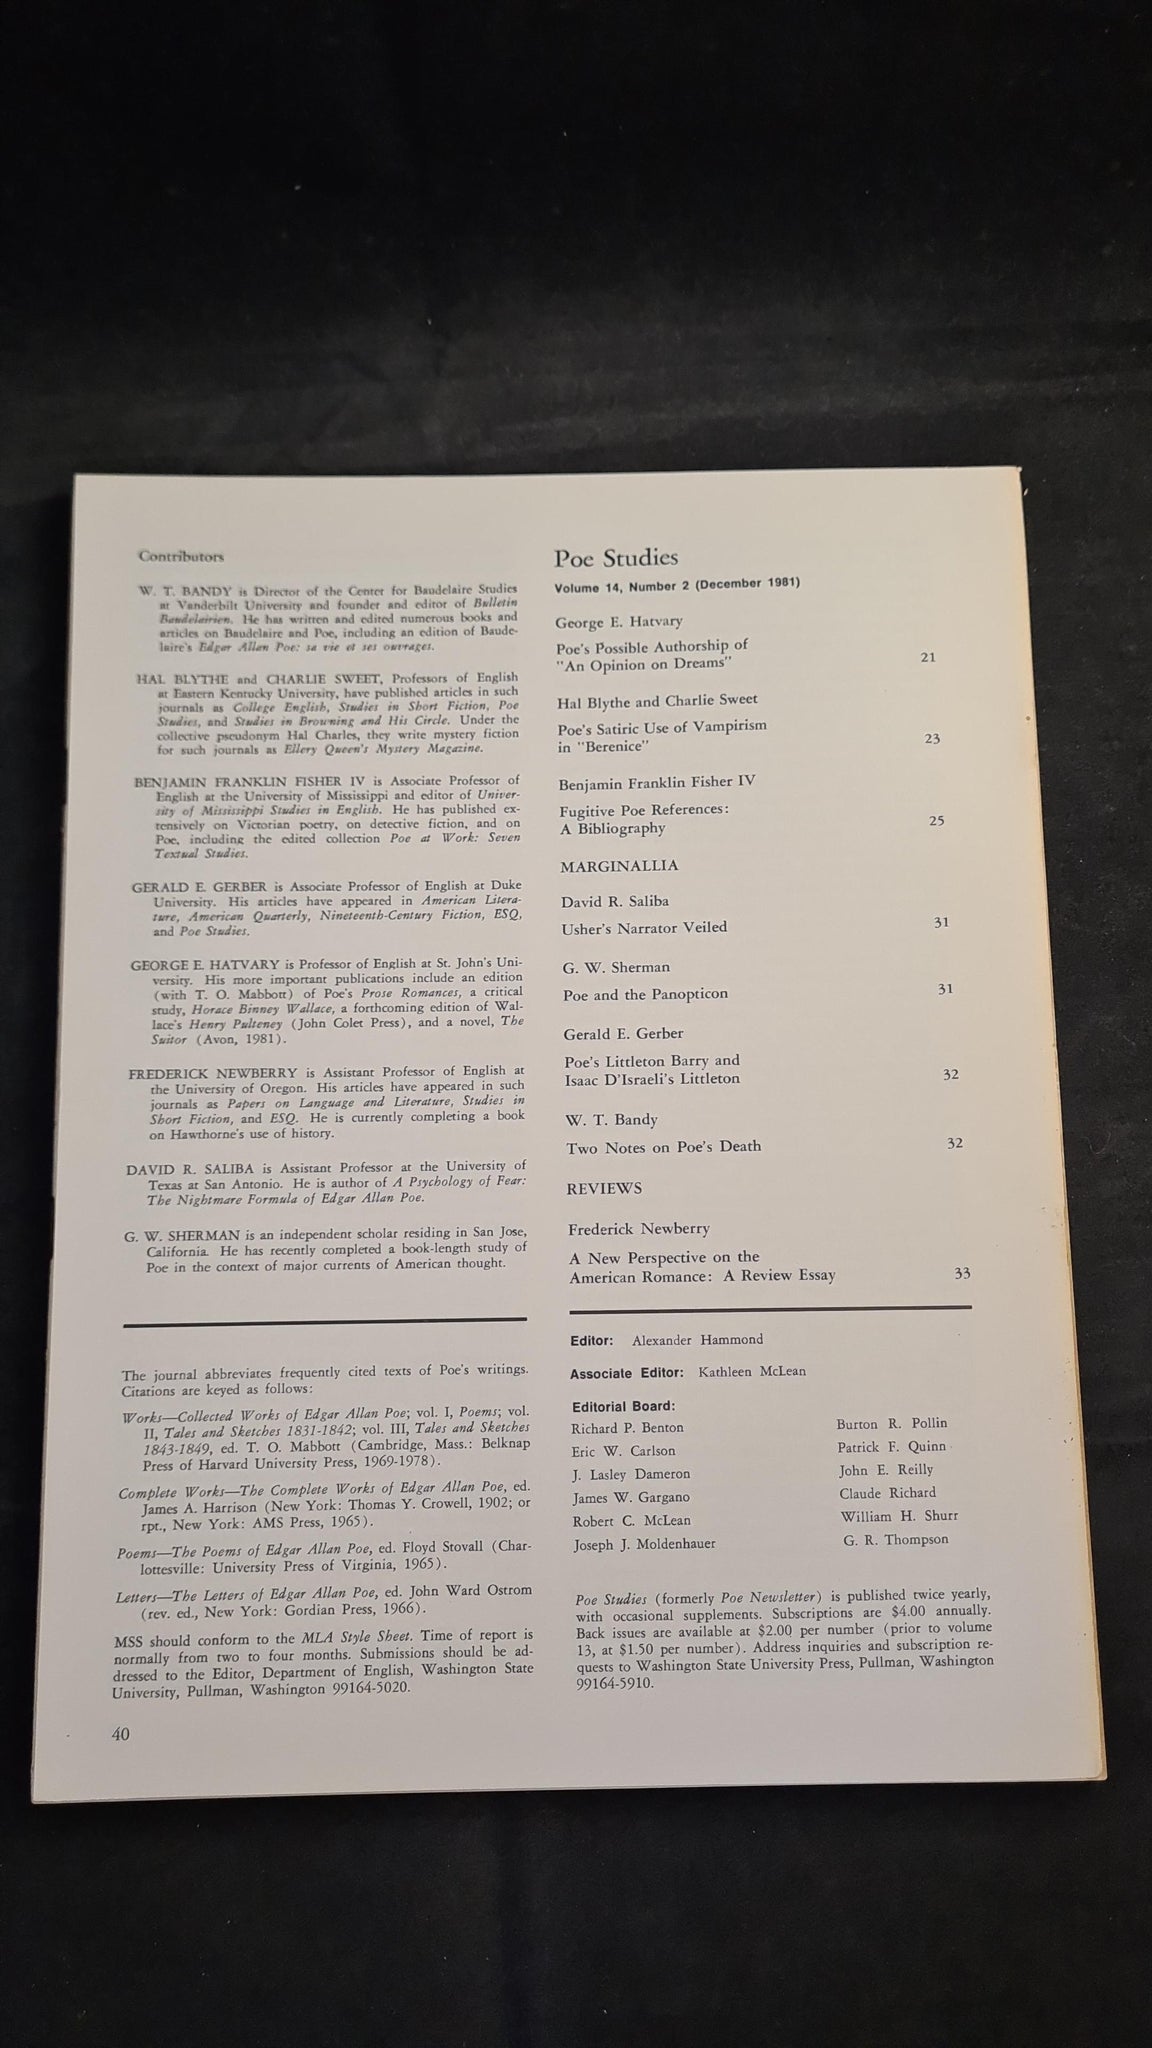 Contributors
W. T. BANDY is Director of the Center for Baudelaire Studies
at Vanderbilt University and founder and editor of Bulletin
Baudelairien. He has written and edited numerous books and
articles on Baudelaire and Poe, including an edition of Baude-
laire's Edgar Allan Poe: sa vie et ses ouvrages.
HAL BLYTHE and CHARLIE SWEET, Professors of English
at Eastern Kentucky University, have published articles in such
journals as College English, Studies in Short Fiction, Poe
Studies, and Studies in Browning and His Circle. Under the
collective pseudonym Hal Charles, they write mystery fiction
for such journals as Ellery Queen's Mystery Magazine.
BENJAMIN FRANKLIN FISHER IV is Associate Professor of
English at the University of Mississippi and editor of Univer-
sity of Mississippi Studies in English. He has published ex-
tensively on Victorian poetry, on detective fiction, and on
Poe, including the edited collection Poe at Work: Seven
Textual Studies.
GERALD E. GERBER is Associate Professor of English at Duke
University. His articles have appeared in American Litera-
ture, American Quarterly, Nineteenth-Century Fiction, ESQ,
and Poe Studies.
GEORGE E. HATVARY is Professor of English at St. John's Uni-
versity. His more important publications include an edition
(with T. O. Mabbott) of Poe's Prose Romances, a critical
study, Horace Binney Wallace, a forthcoming edition of Wal-
lace's Henry Pulteney (John Colet Press), and a novel, The
Suitor (Avon, 1981).
FREDERICK NEWBERRY is Assistant Professor of English at
the University of Oregon. His articles have appeared in such
journals as Papers on Language and Literature, Studies in
Short Fiction, and ESQ. He is currently completing a book
on Hawthorne's use of history.
DAVID R. SALIBA is Assistant Professor at the University of
Texas at San Antonio. He is author of A Psychology of Fear:
The Nightmare Formula of Edgar Allan Poe.
G. W. SHERMAN is an independent scholar residing in San Jose,
California. He has recently completed a book-length study of
Poe in the context of major currents of American thought.
The journal abbreviates frequently cited texts of Poe's writings.
Citations are keyed as follows:
Works—Collected Works of Edgar Allan Poe; vol. I, Poems; vol.
II, Tales and Sketches 1831-1842; vol. III, Tales and Sketches
1843-1849, ed. T. O. Mabbott (Cambridge, Mass.: Belknap
Press of Harvard University Press, 1969-1978).
Complete Works—The Complete Works of Edgar Allan Poe, ed.
James A. Harrison (New York: Thomas Y. Crowell, 1902; or
rpt., New York: AMS Press, 1965).
Poems—The Poems of Edgar Allan Poe, ed. Floyd Stovall (Char-
lottesville: University Press of Virginia, 1965).
Letters—The Letters of Edgar Allan Poe, ed. John Ward Ostrom
(rev. ed., New York: Gordian Press, 1966).
MSS should conform to the MLA Style Sheet. Time of report is
normally from two to four months. Submissions should be ad-
dressed to the Editor, Department of English, Washington State
University, Pullman, Washington 99164-5020.
40
Poe Studies
Volume 14, Number 2 (December 1981)
George E. Hatvary
Poe's Possible Authorship of
"An Opinion on Dreams" 21
Hal Blythe and Charlie Sweet
Poe's Satiric Use of Vampirism
in "Berenice" 23
Benjamin Franklin Fisher IV
Fugitive Poe References:
A Bibliography 25
MARGINALLIA
David R. Saliba
Usher's Narrator Veiled 31
G. W. Sherman
Poe and the Panopticon 31
Gerald E. Gerber
Poe's Littleton Barry and
Isaac D'Israeli's Littleton 32
W. T. Bandy
Two Notes on Poe's Death 32
REVIEWS
Frederick Newberry
A New Perspective on the
American Romance: A Review Essay 33
Editor: Alexander Hammond
Associate Editor: Kathleen McLean
Editorial Board:
Richard P. Benton Burton R. Pollin
Eric W. Carlson Patrick F. Quinn
J. Lasley Dameron John E. Reilly
James W. Gargano Claude Richard
Robert C. McLean William H. Shurr
Joseph J. Moldenhauer G. R. Thompson
Poe Studies (formerly Poe Newsletter) is published twice yearly,
with occasional supplements. Subscriptions are $4.00 annually.
Back issues are available at $2.00 per number (prior to volume
13, at $1.50 per number). Address inquiries and subscription re-
quests to Washington State University Press, Pullman, Washington
99164-5910.